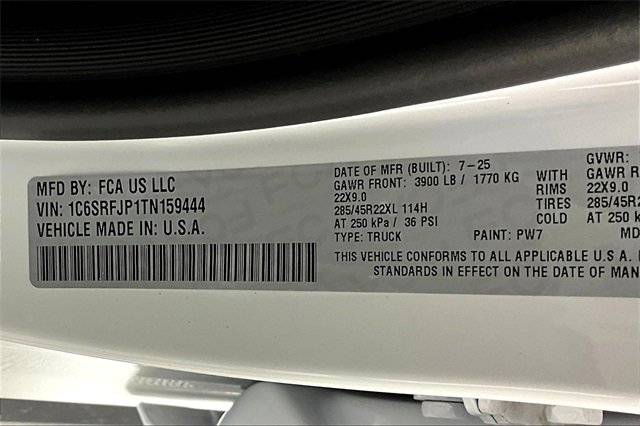 MFD BY: FCA US LLC
VIN: 1C6SRFJP1TN159444
VEHICLE MADE IN: U.S.A.
DATE OF MFR (BUILT): 7-25
GAWR FRONT: 3900 LB / 1770 KG WITH
22X9.0 RIMS
285/45R22XL 114H TIRES
AT 250 kPa / 36 PSI COLD
TYPE: TRUCK PAINT: PW7 MD
THIS VEHICLE CONFORMS TO ALL APPLICABLE U.S.A.
STANDARDS IN EFFECT ON THE DATE OF MAN
GVWR:
GAWR R
22X9.0
285/45R2
AT 250 k